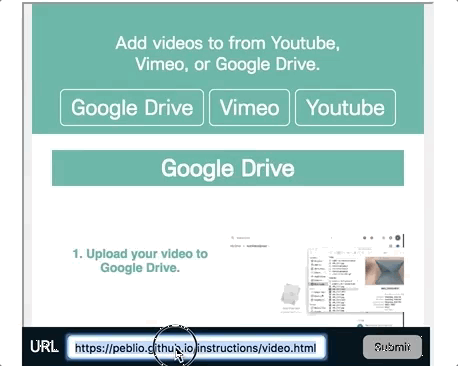 Add videos to from Youtube,
Vimeo, or Google Drive.
Google Drive Vimeo Youtube
Google Drive
1. Upload your video to
Google Drive.
URL https://peblio.github.io/instructions/video.html Submit